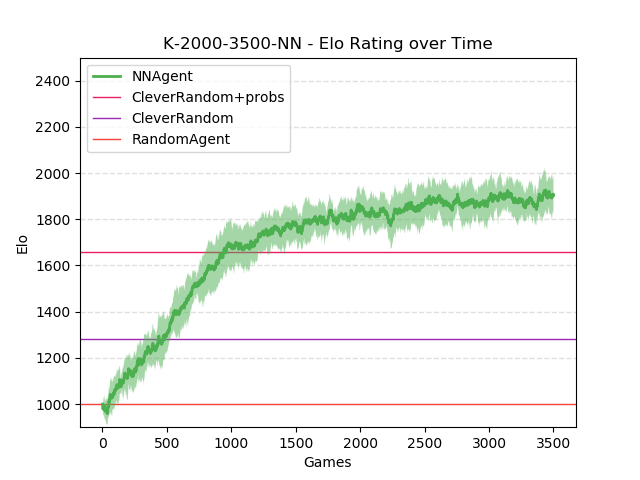 K-2000-3500-NN - Elo Rating over Time
NNAgent
CleverRandom+probs
CleverRandom
RandomAgent
2400
2200
2000
1800
1600
1400
1200
1000
Elo
0 500 1000 1500 2000 2500 3000 3500
Games